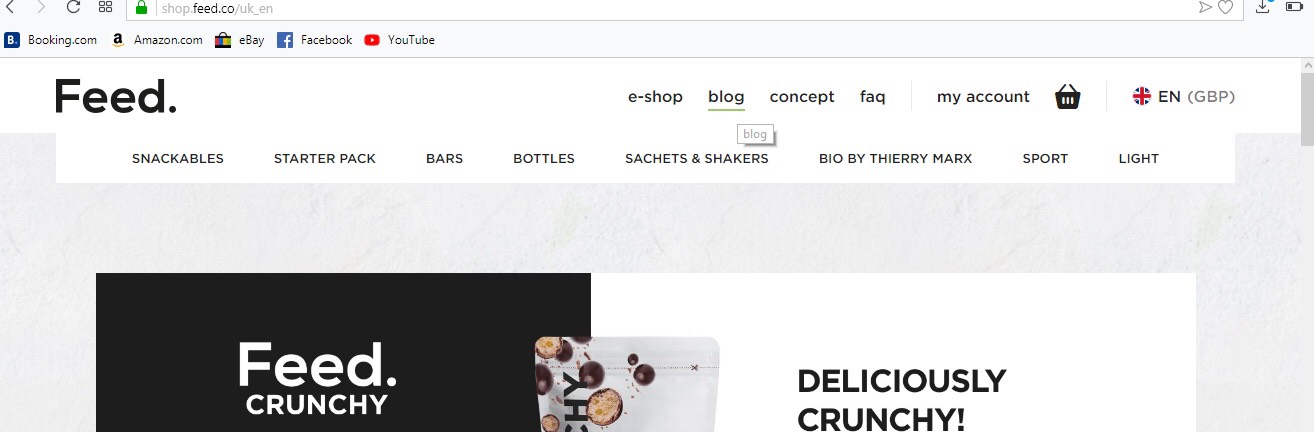 shop.feed.co/uk_en
B. Booking.com a Amazon.com eBay f Facebook YouTube
Feed. e-shop blog concept faq my account EN (GBP)
blog
SNACKABLES STARTER PACK BARS BOTTLES SACHETS & SHAKERS BIO BY THIERRY MARX SPORT LIGHT
Feed.
CRUNCHY
CHY
DELICIOUSLY
CRUNCHY!